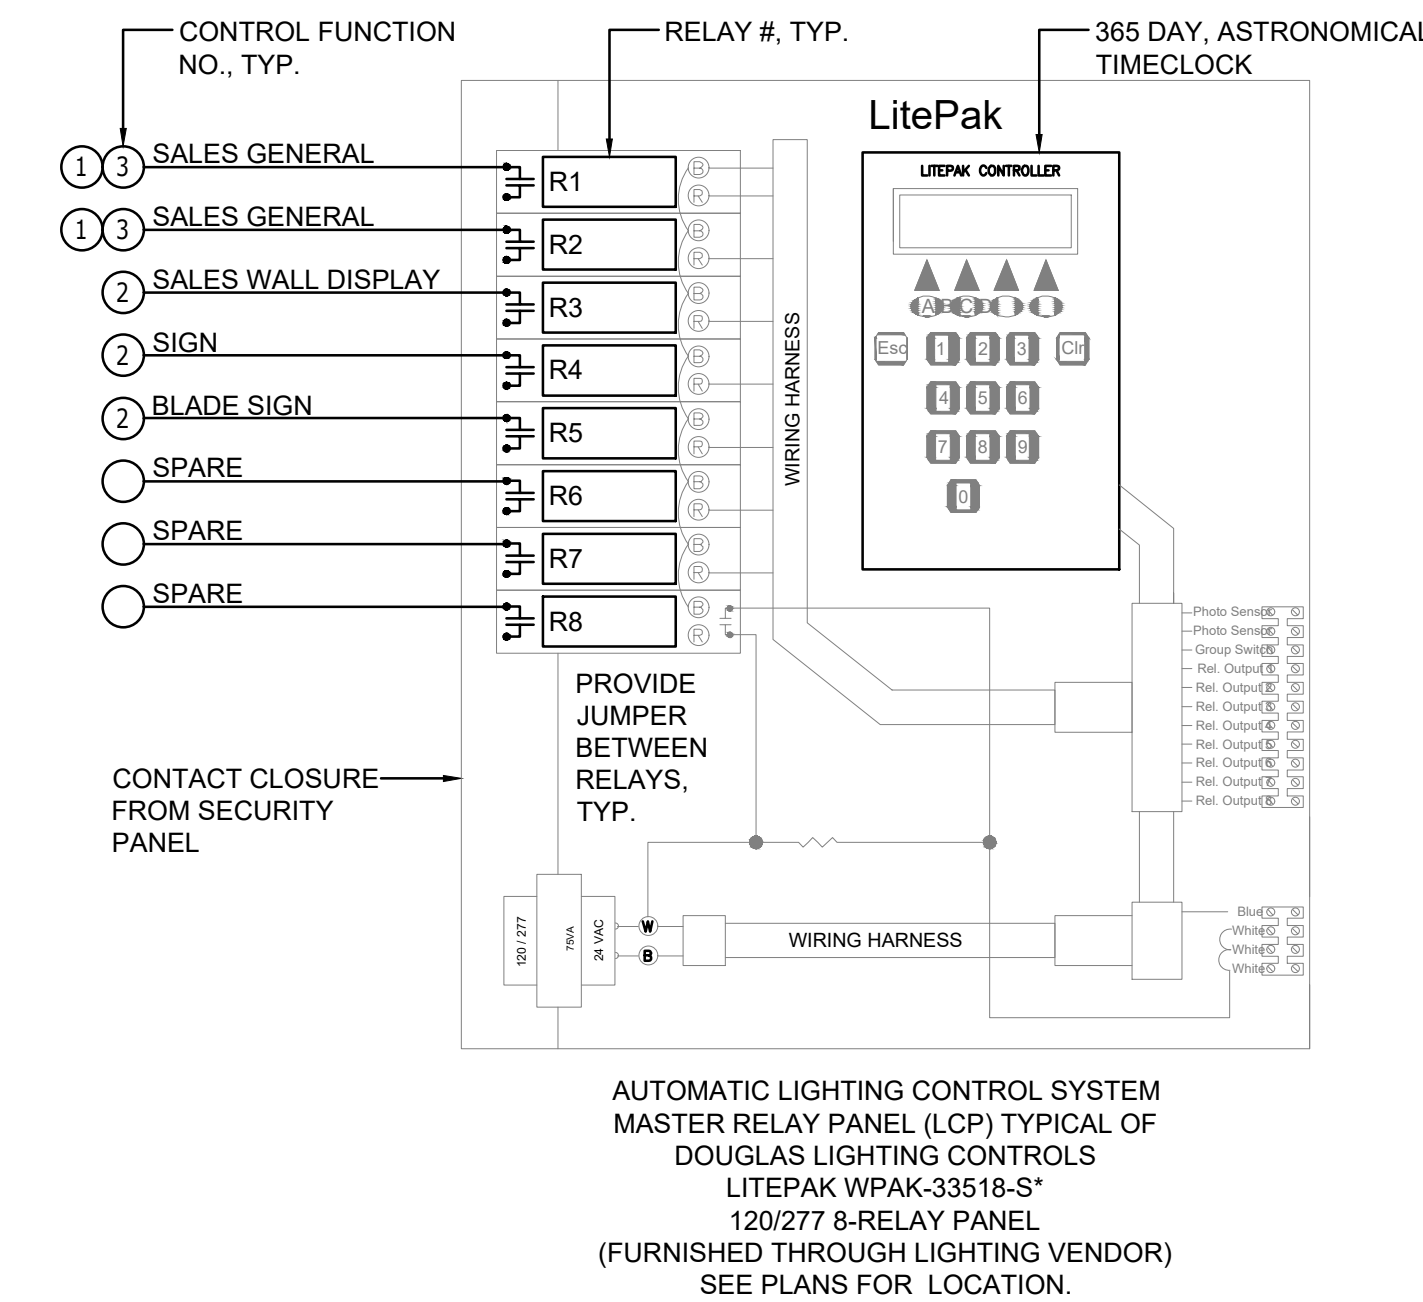 CONTROL FUNCTION
NO., TYP.
RELAY #, TYP.
365 DAY, ASTRONOMICAL
TIMECLOCK
LitePak
LITEPAK CONTROLLER
A B C D
Esc 1 2 3 Clr
4 5 6
7 8 9
0
1 3 SALES GENERAL
R1 B
R
1 3 SALES GENERAL
R2 B
R
2 SALES WALL DISPLAY
R3 B
R
2 SIGN
R4 B
R
2 BLADE SIGN
R5 B
R
SPARE
R6 B
R
SPARE
R7 B
R
SPARE
R8 B
R
WIRING HARNESS
Photo Sensor
Photo Sensor
Group Switch
Rel. Output 1
Rel. Output 2
Rel. Output 3
Rel. Output 4
Rel. Output 5
Rel. Output 6
Rel. Output 7
Rel. Output 8
PROVIDE
JUMPER
BETWEEN
RELAYS,
TYP.
CONTACT CLOSURE
FROM SECURITY
PANEL
120 / 277
75VA
24 VAC
W
B
WIRING HARNESS
Blue
White
White
White
AUTOMATIC LIGHTING CONTROL SYSTEM
MASTER RELAY PANEL (LCP) TYPICAL OF
DOUGLAS LIGHTING CONTROLS
LITEPAK WPAK-33518-S*
120/277 8-RELAY PANEL
(FURNISHED THROUGH LIGHTING VENDOR)
SEE PLANS FOR LOCATION.